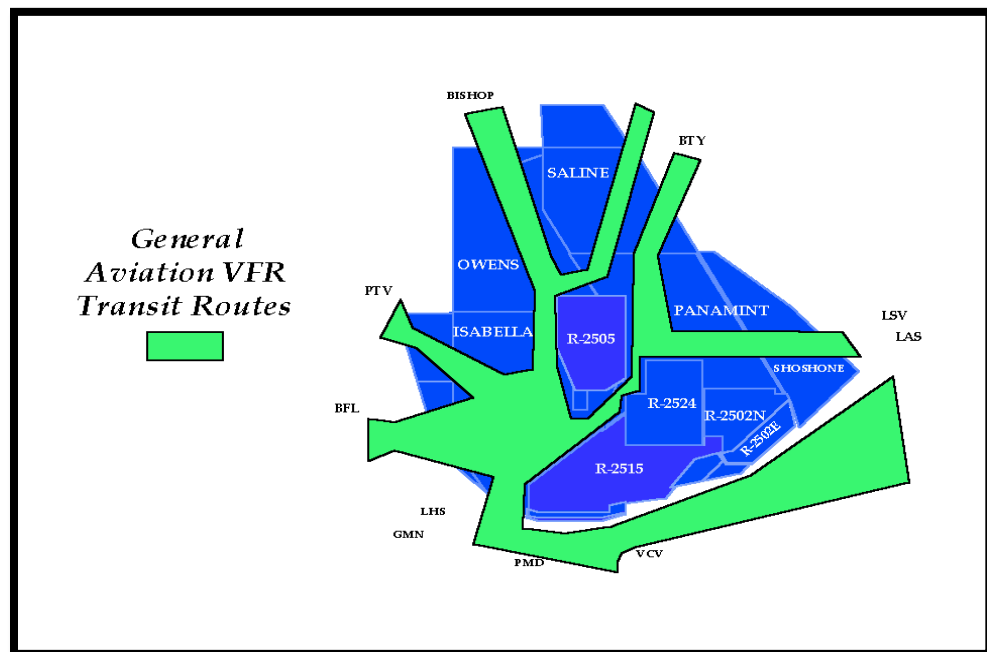 BISHOP
BTY
SALINE
General
Aviation VFR
Transit Routes
OWENS
PTV
PANAMINT
LSV
LAS
ISABELLA
R-2505
SHOSHONE
R-2524
BFL
R-2502N
R-2502E
R-2515
LHS
GMN
PMD
VCV